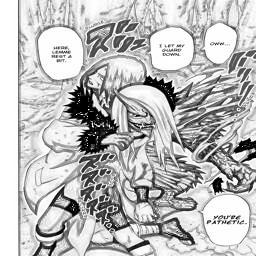 OWW...
I LET MY
GUARD
DOWN.
HERE,
LEMME
REST A
BIT.
YOU'RE
PATHETIC.